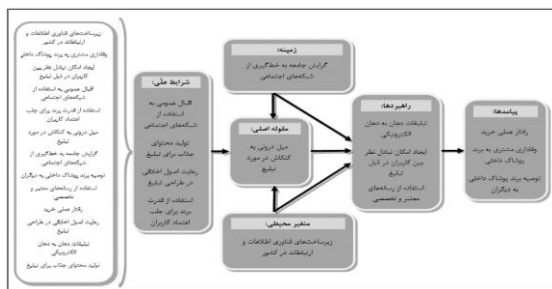 زیرساخت‌های فناوری اطلاعات و
ارتباطات در کشور
وفاداری مشتری به برند پوشاک داخلی
ایجاد امکان تبادل نظر بین
کاربران در ذیل تبلیغ
اقبال عمومی به استفاده از
شبکه‌های اجتماعی
استفاده از قدرت برند برای جلب
اعتماد کاربران
میل درونی به کنکاش در مورد
تبلیغ
گرایش جامعه به خط‌گیری از
شبکه‌های اجتماعی
توصیه برند پوشاک داخلی به دیگران
استفاده از رسانه‌های معتبر و
تخصصی
رفتار عملی خرید
رعایت اصول اخلاقی در طراحی
تبلیغ
تبلیغات دهان به دهان
الکترونیکی
تولید محتوای جذاب برای تبلیغ
شرایط علّی:
اقبال عمومی به
استفاده از
شبکه‌های اجتماعی
تولید محتوای
جذاب برای تبلیغ
رعایت اصول اخلاقی
در طراحی تبلیغ
استفاده از قدرت
برند برای جلب
اعتماد کاربران
زمینه:
گرایش جامعه به خط‌گیری از
شبکه‌های اجتماعی
مقوله اصلی:
میل درونی به
کنکاش در مورد
تبلیغ
متغیر محیطی:
زیرساخت‌های فناوری اطلاعات و
ارتباطات در کشور
راهبردها:
تبلیغات دهان به دهان
الکترونیکی
ایجاد امکان تبادل نظر
بین کاربران در ذیل
تبلیغ
استفاده از رسانه‌های
معتبر و تخصصی
پیامدها:
رفتار عملی خرید
وفاداری مشتری به برند
پوشاک داخلی
توصیه برند پوشاک داخلی
به دیگران